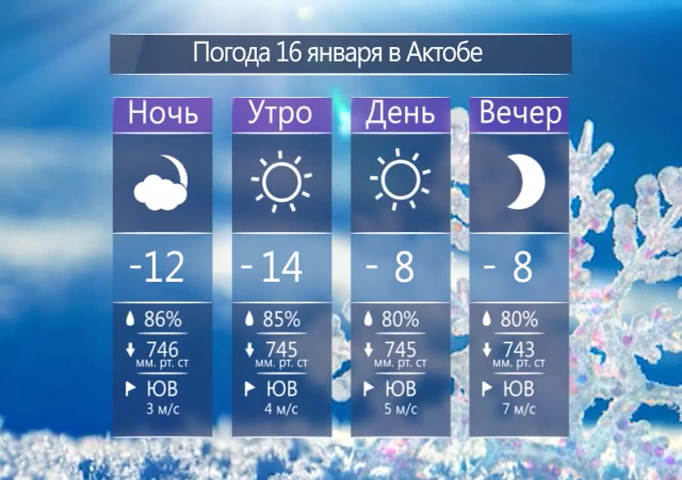 Погода 16 января в Актобе
Ночь Утро День Вечер
-12 - 14 - 8 - 8
86% 85% 80% 80%
746 745 745 743
мм. рт. ст мм. рт. ст мм. рт. ст мм. рт. ст
ЮВ ЮВ ЮВ ЮВ
3 м/с 4 м/с 5 м/с 7 м/с